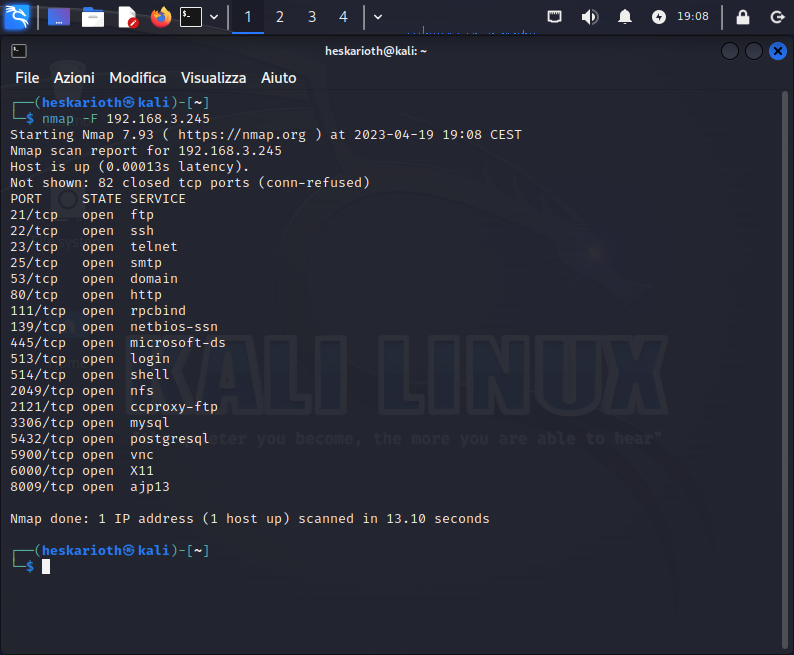 1 2 3 4 19:08
heskarioth@kali: ~
File Azioni Modifica Visualizza Aiuto
┌──(heskarioth㉿kali)-[~]
└─$ nmap -F 192.168.3.245
Starting Nmap 7.93 ( https://nmap.org ) at 2023-04-19 19:08 CEST
Nmap scan report for 192.168.3.245
Host is up (0.00013s latency).
Not shown: 82 closed tcp ports (conn-refused)
PORT     STATE SERVICE
21/tcp   open  ftp
22/tcp   open  ssh
23/tcp   open  telnet
25/tcp   open  smtp
53/tcp   open  domain
80/tcp   open  http
111/tcp  open  rpcbind
139/tcp  open  netbios-ssn
445/tcp  open  microsoft-ds
513/tcp  open  login
514/tcp  open  shell
2049/tcp open  nfs
2121/tcp open  ccproxy-ftp
3306/tcp open  mysql
5432/tcp open  postgresql
5900/tcp open  vnc
6000/tcp open  X11
8009/tcp open  ajp13
KALI LINUX
you become, the more you are able to hear"
Nmap done: 1 IP address (1 host up) scanned in 13.10 seconds
┌──(heskarioth㉿kali)-[~]
└─$